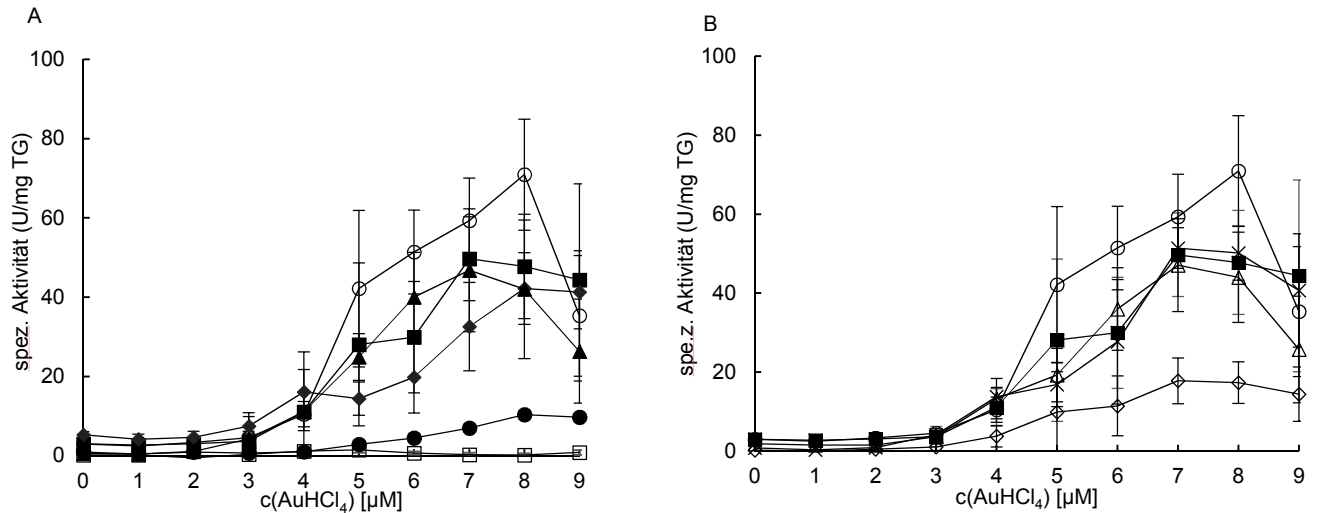 A
100
80
60
40
20
0
spez. Aktivität (U/mg TG)
0 1 2 3 4 5 6 7 8 9
c(AuHCl₄) [µM]
B
100
80
60
40
20
0
spe.z. Aktivität (U/mg TG)
0 1 2 3 4 5 6 7 8 9
c(AuHCl₄) [µM]